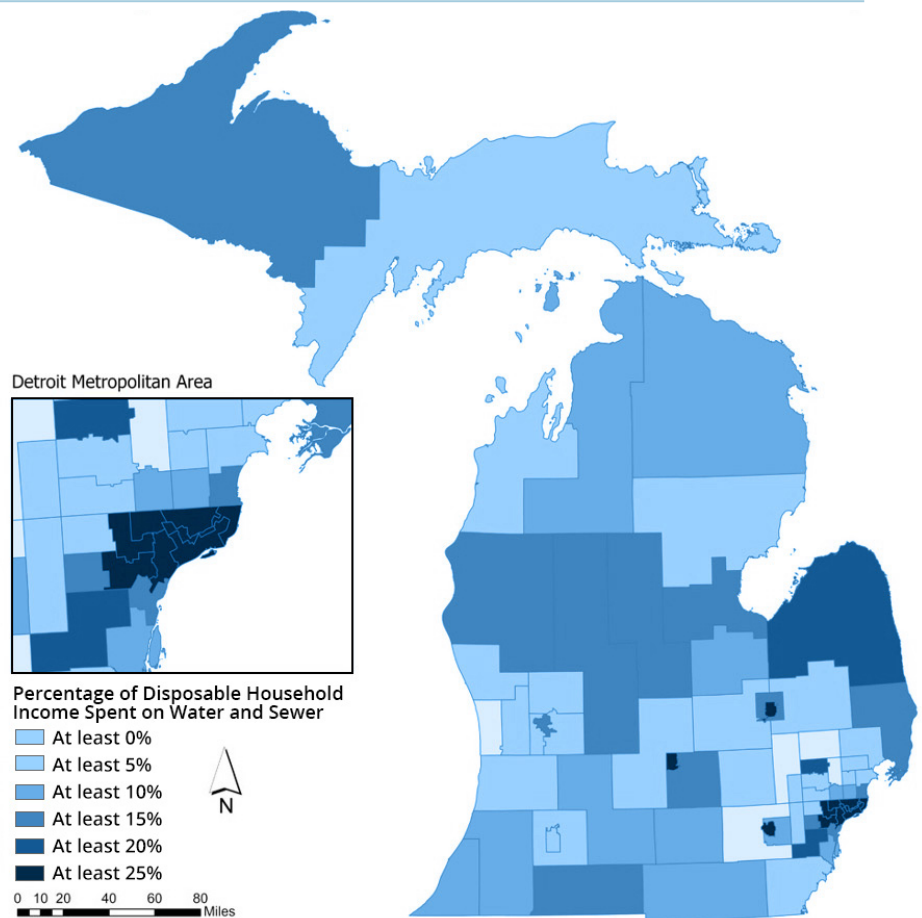 Detroit Metropolitan Area
Percentage of Disposable Household
Income Spent on Water and Sewer
At least 0%
At least 5%
At least 10%
At least 15%
At least 20%
At least 25%
N
0 10 20 40 60 80
Miles